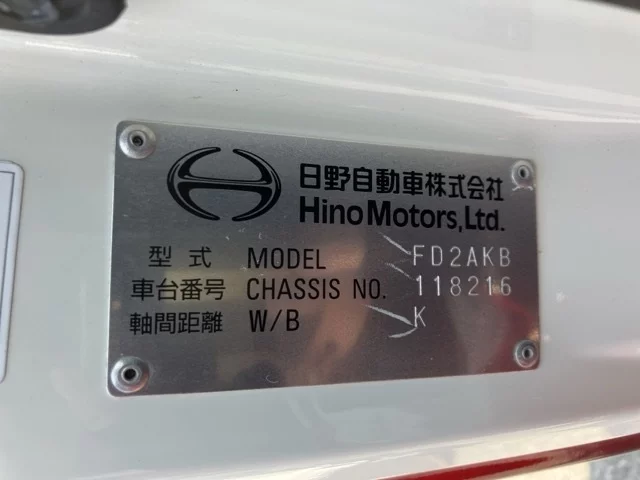 日野自動車株式会社
Hino Motors, Ltd.
型式 MODEL FD2AKB
車台番号 CHASSIS NO. 118216
軸間距離 W/B K